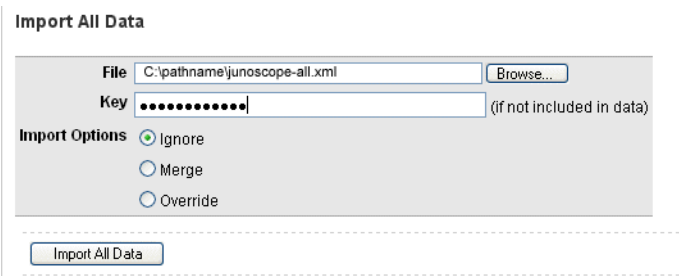 Import All Data
File C:\pathname\junoscope-all.xml Browse...
Key ●●●●●●●●●●●● (if not included in data)
Import Options Ignore
Merge
Override
Import All Data